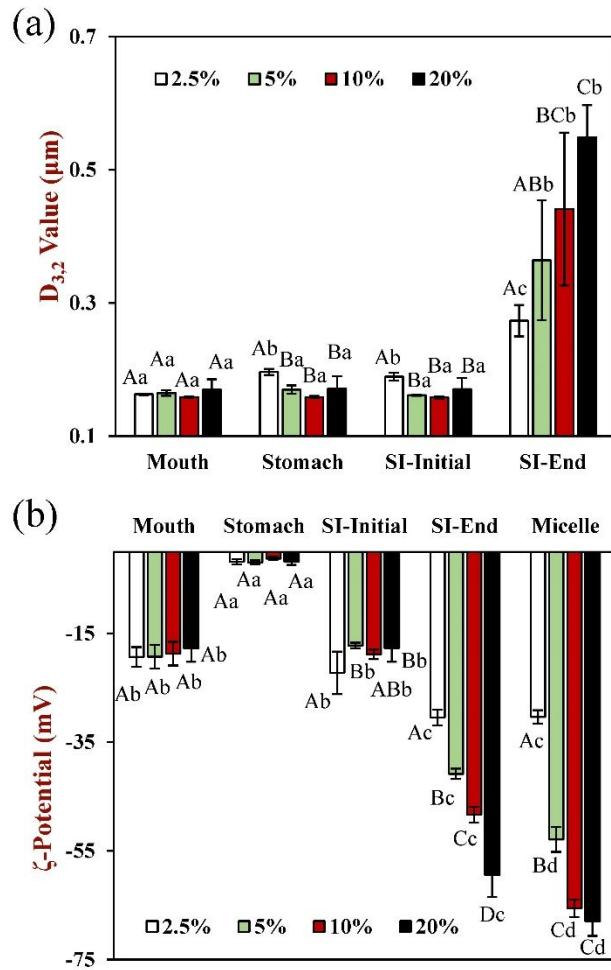 (a)
0.7
2.5% 5% 10% 20%
Cb
BCb
ABb
0.5
D3,2 Value (μm)
Ac
0.3
Aa Aa Aa Aa
Ab Ba Ba Ba
Ab Ba Ba Ba
0.1
Mouth Stomach SI-Initial SI-End
(b)
Mouth Stomach SI-Initial SI-End Micelle
Aa Aa Aa Aa
-15
Ab Ab Ab Ab
Ab Bb ABb Bb
-35
ζ-Potential (mV)
Ac Bc Cc Dc
Ac Bd Cd Cd
-55
2.5% 5% 10% 20%
-75